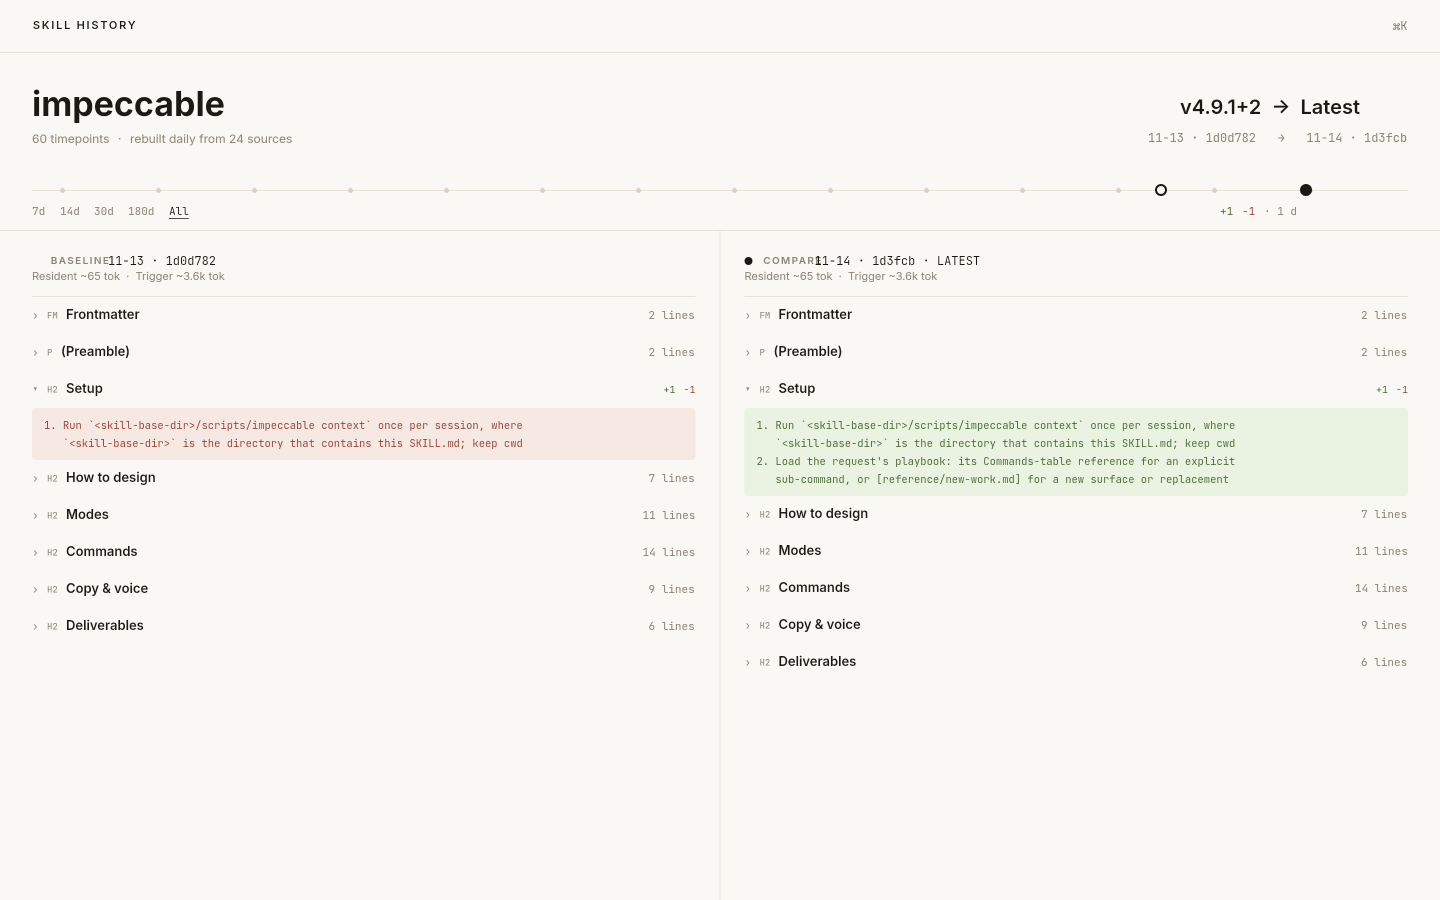 SKILL HISTORY
⌘K
impeccable
60 timepoints · rebuilt daily from 24 sources
v4.9.1+2 → Latest
11-13 · 1d0d782 → 11-14 · 1d3fcb
7d 14d 30d 180d All
+1 -1 · 1 d
BASELINE 11-13 · 1d0d782
Resident ~65 tok · Trigger ~3.6k tok
› FM Frontmatter 2 lines
› P (Preamble) 2 lines
▾ H2 Setup +1 -1
1. Run `<skill-base-dir>/scripts/impeccable context` once per session, where
`<skill-base-dir>` is the directory that contains this SKILL.md; keep cwd
› H2 How to design 7 lines
› H2 Modes 11 lines
› H2 Commands 14 lines
› H2 Copy & voice 9 lines
› H2 Deliverables 6 lines
● COMPARE 11-14 · 1d3fcb · LATEST
Resident ~65 tok · Trigger ~3.6k tok
› FM Frontmatter 2 lines
› P (Preamble) 2 lines
▾ H2 Setup +1 -1
1. Run `<skill-base-dir>/scripts/impeccable context` once per session, where
`<skill-base-dir>` is the directory that contains this SKILL.md; keep cwd
2. Load the request's playbook: its Commands-table reference for an explicit
sub-command, or [reference/new-work.md] for a new surface or replacement
› H2 How to design 7 lines
› H2 Modes 11 lines
› H2 Commands 14 lines
› H2 Copy & voice 9 lines
› H2 Deliverables 6 lines